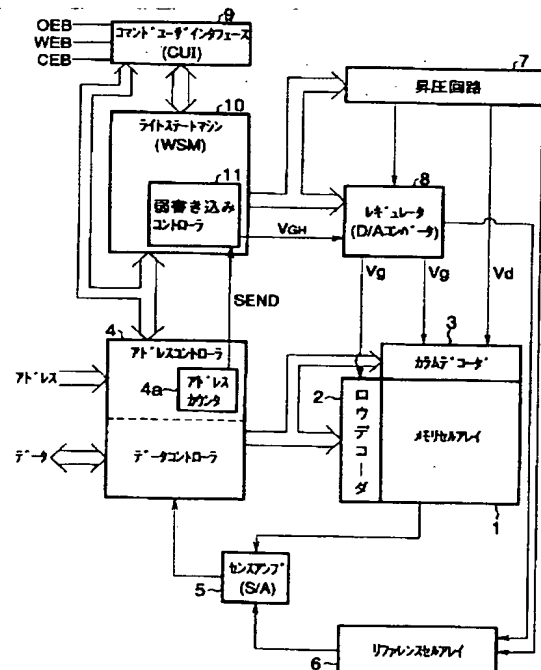 OEB
WEB
CEB
9
コマンドユーザインタフェース
(CUI)
7
昇圧回路
10
ライトステートマシン
(WSM)
11
弱書き込み
コントローラ
VGH
8
レギュレータ
(D/Aコンバータ)
Vg
Vg
Vd
SEND
4
アドレスコントローラ
アドレス
4a
アドレス
カウンタ
3
カラムデコーダ
2
ロウデコーダ
メモリセルアレイ
データ
データコントローラ
1
センスアンプ
(S/A)
5
リファレンスセルアレイ
6